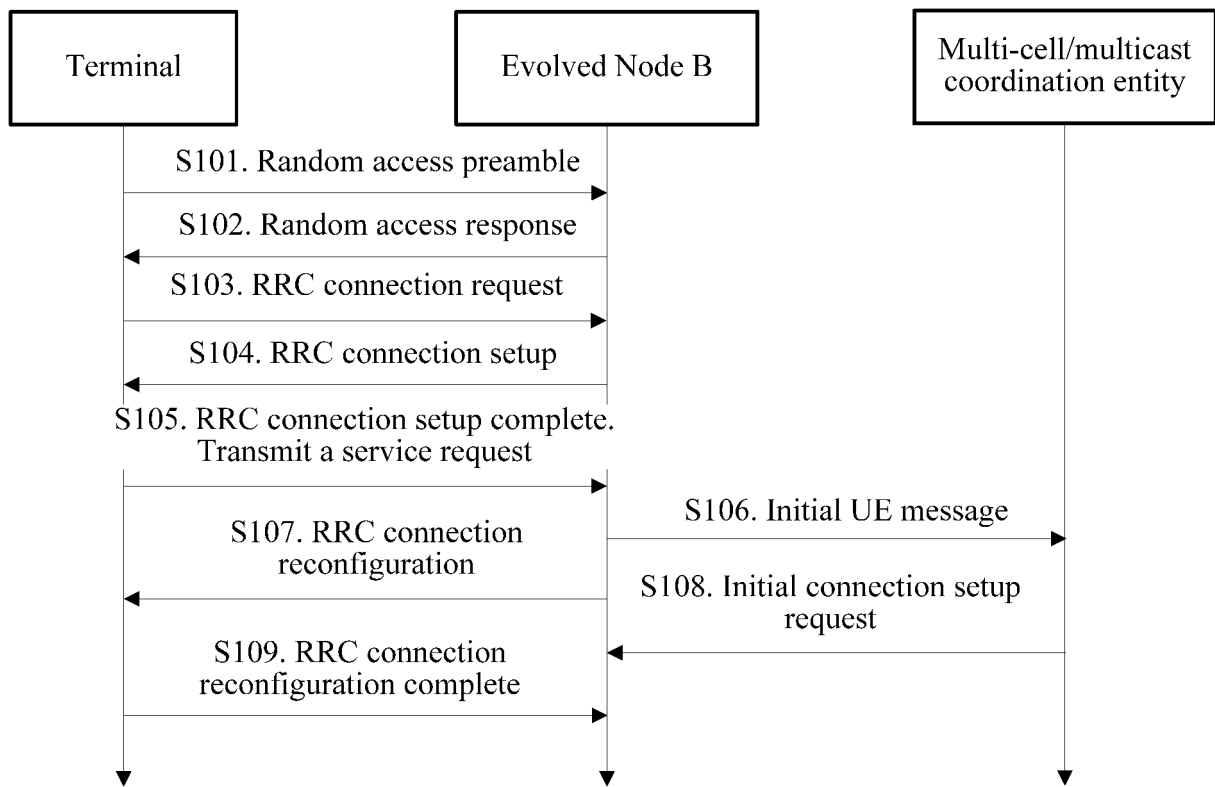 Terminal
Evolved Node B
Multi-cell/multicast
coordination entity
S101. Random access preamble
S102. Random access response
S103. RRC connection request
S104. RRC connection setup
S105. RRC connection setup complete.
Transmit a service request
S106. Initial UE message
S107. RRC connection
reconfiguration
S108. Initial connection setup
request
S109. RRC connection
reconfiguration complete